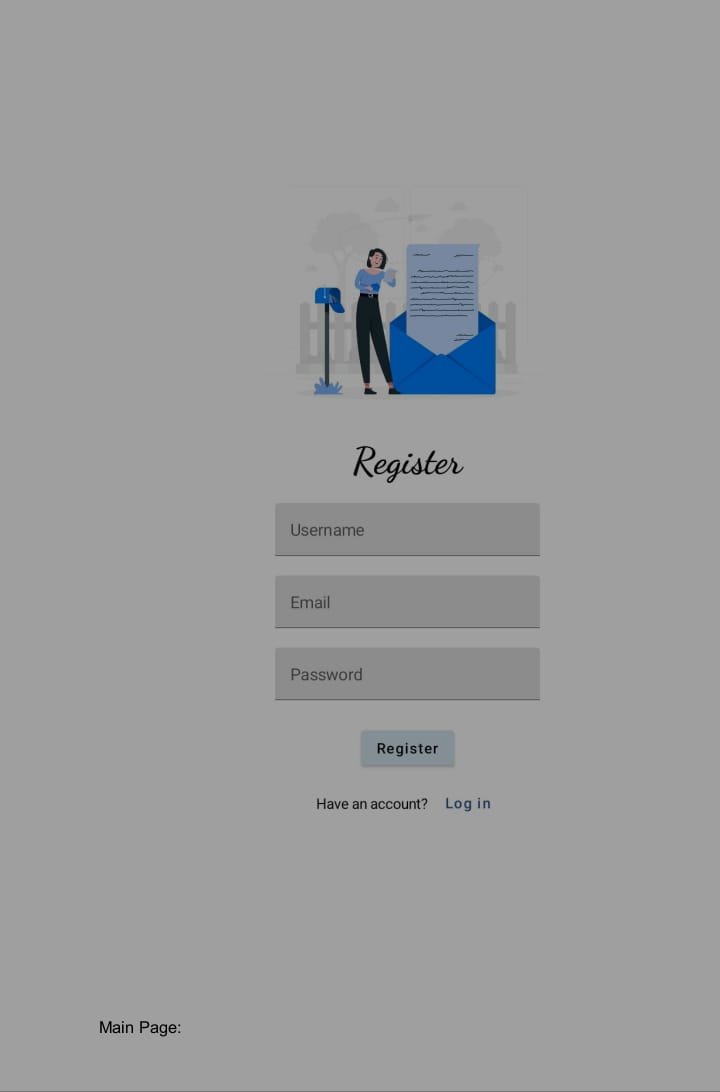 Register
Username
Email
Password
Register
Have an account? Log in
Main Page: